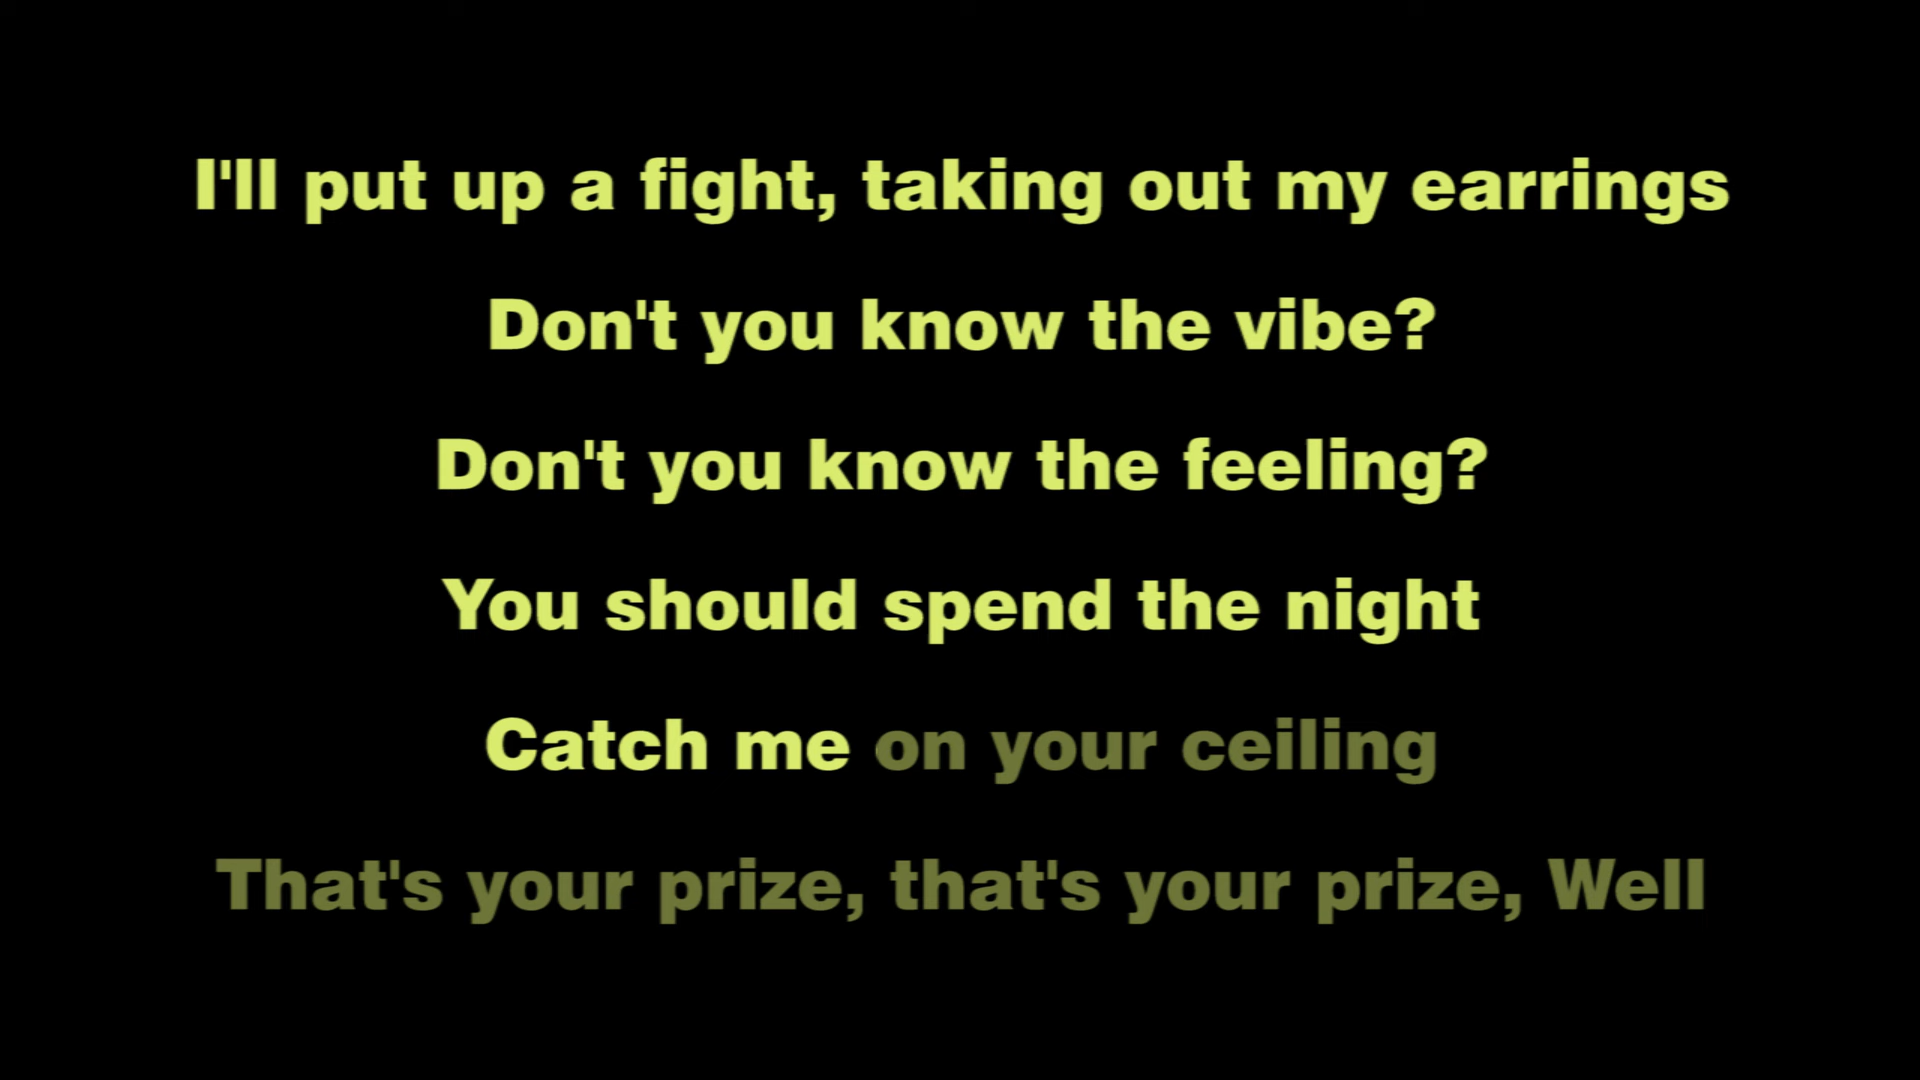 I'll put up a fight, taking out my earrings
Don't you know the vibe?
Don't you know the feeling?
You should spend the night
Catch me on your ceiling
That's your prize, that's your prize, Well